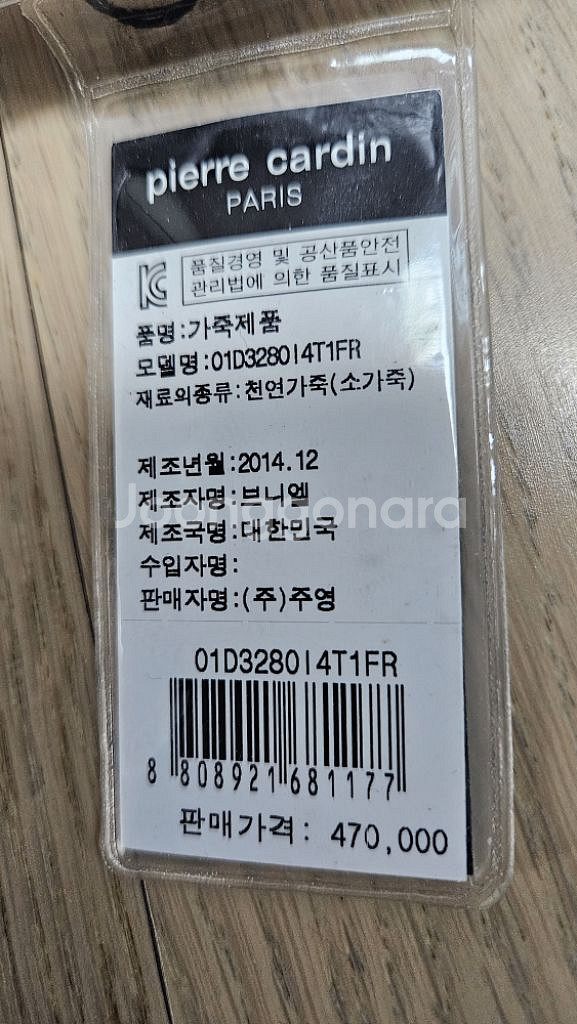 pierre cardin
PARIS
품질경영 및 공산품안전
관리법에 의한 품질표시
품명:가죽제품
모델명:01D3280I4T1FR
재료의종류:천연가죽(소가죽)
제조년월:2014.12
제조자명:브니엘
Joongonara
제조국명:대한민국
수입자명:
판매자명:(주)주영
01D3280I4T1FR
8 808921 681177
판매가격: 470,000